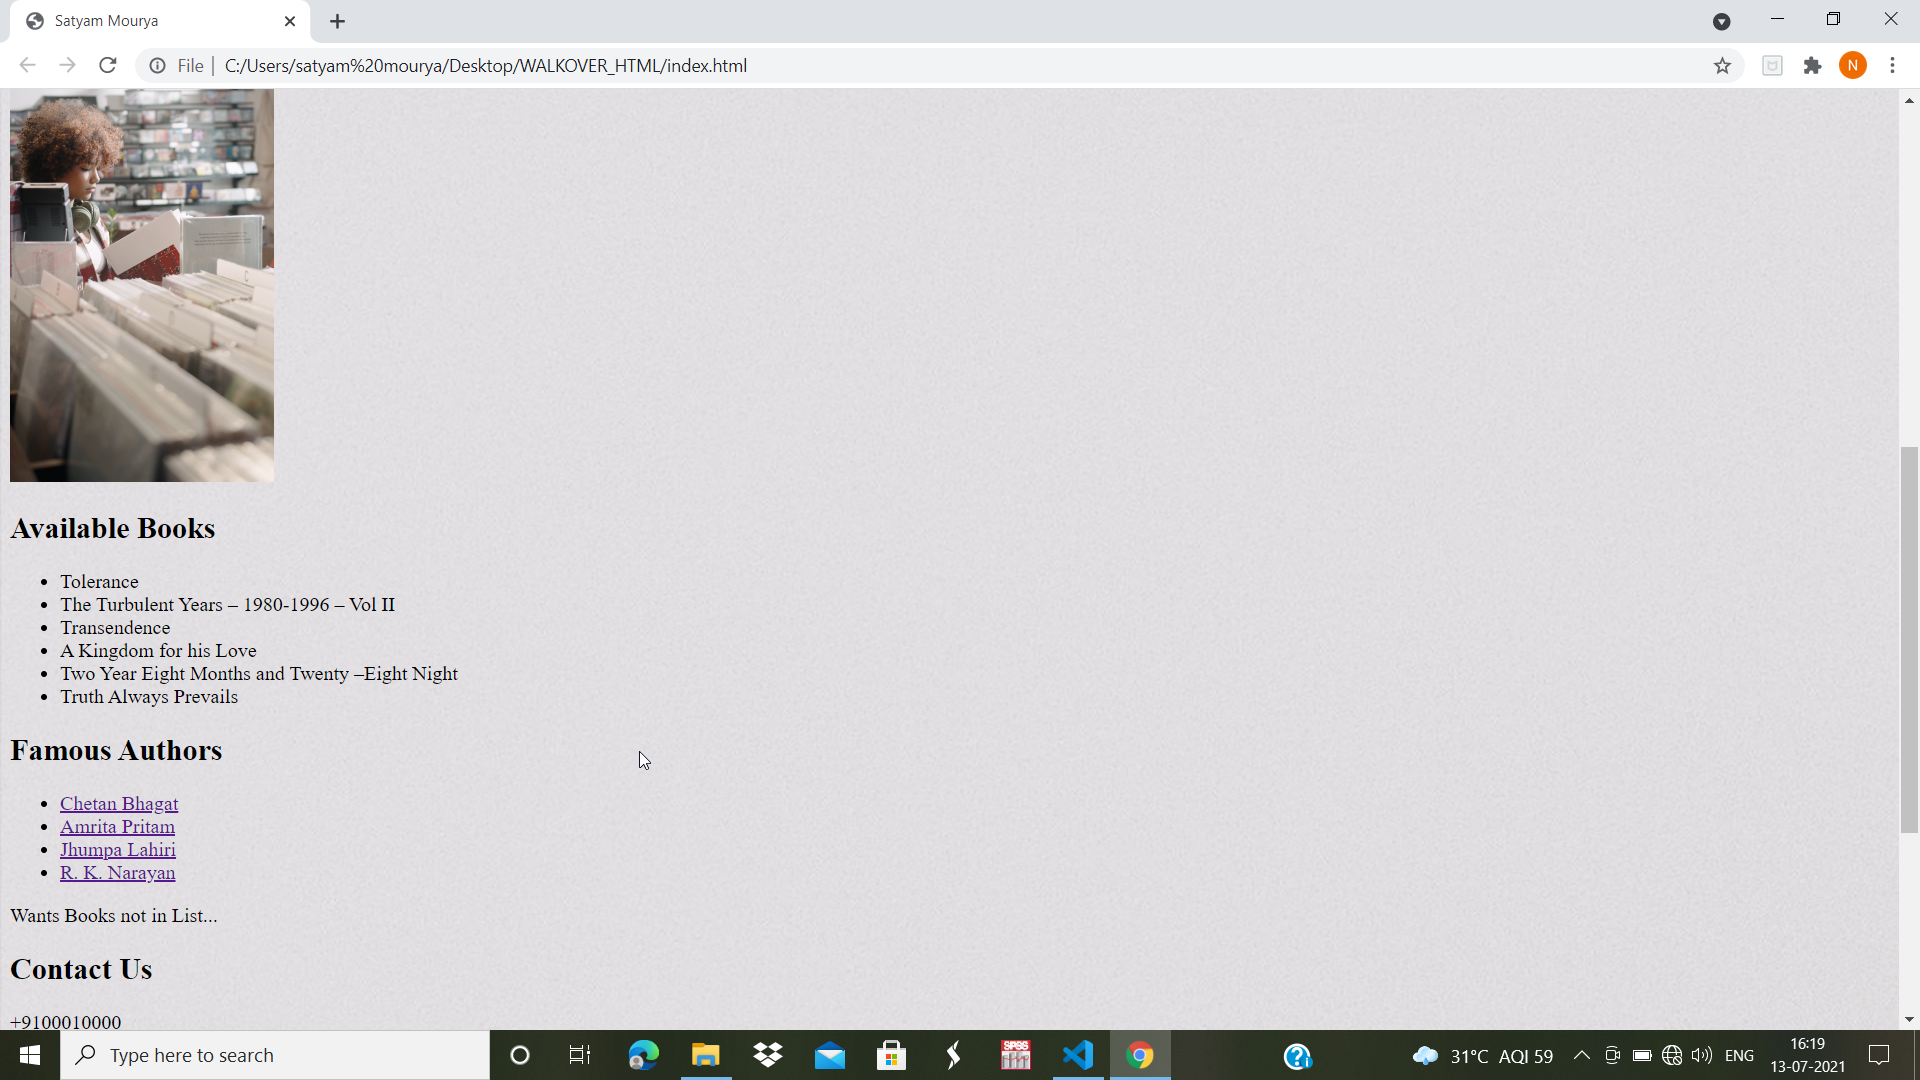 Satyam Mourya
File
C:/Users/satyam%20mourya/Desktop/WALKOVER_HTML/index.html
N
C
Available Books
Tolerance
The Turbulent Years – 1980-1996 – Vol II
Transendence
A Kingdom for his Love
Two Year Eight Months and Twenty –Eight Night
Truth Always Prevails
Famous Authors
Chetan Bhagat
Amrita Pritam
Jhumpa Lahiri
R. K. Narayan
Wants Books not in List...
Contact Us
+9100010000
Type here to search
SPSS
31°C AQI 59
ENG
16:19
13-07-2021